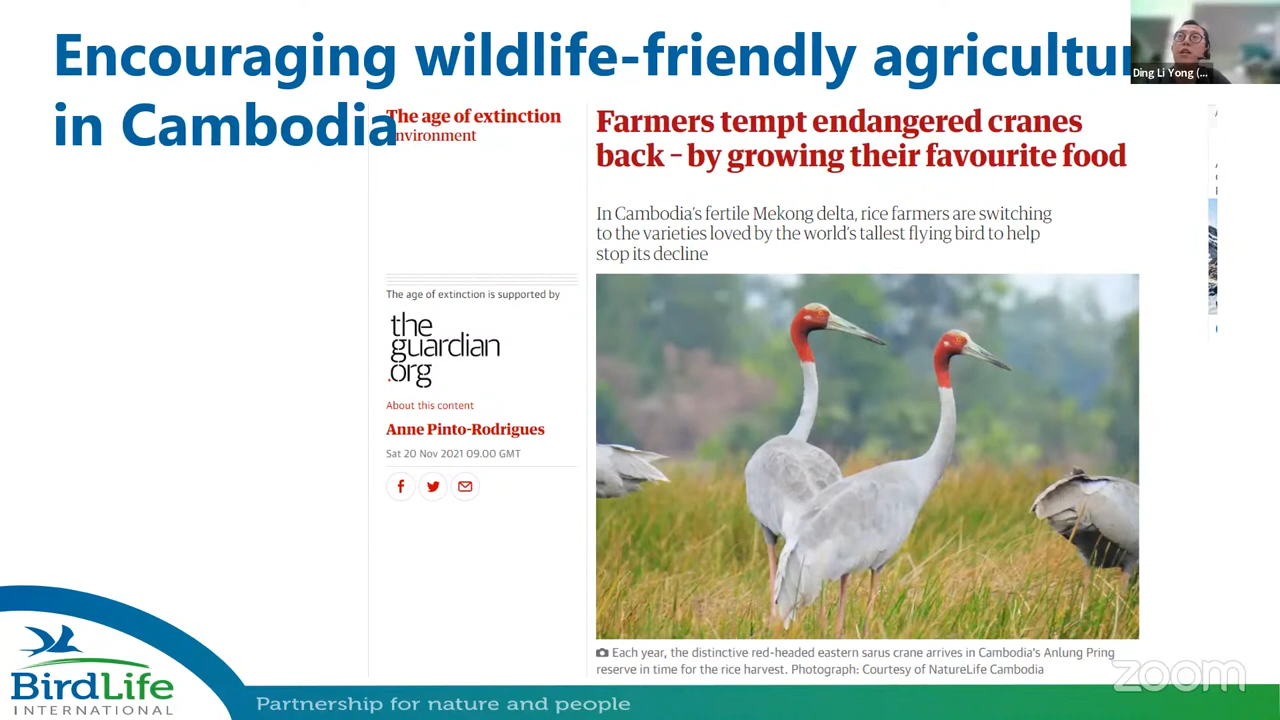 Encouraging wildlife-friendly agricultu
in Cambodia
Ding Li Yong (...
The age of extinction
Environment
Farmers tempt endangered cranes
back – by growing their favourite food
In Cambodia's fertile Mekong delta, rice farmers are switching
to the varieties loved by the world's tallest flying bird to help
stop its decline
The age of extinction is supported by
the
guardian
.org
About this content
Anne Pinto-Rodrigues
Sat 20 Nov 2021 09.00 GMT
Each year, the distinctive red-headed eastern sarus crane arrives in Cambodia's Anlung Pring
reserve in time for the rice harvest. Photograph: Courtesy of NatureLife Cambodia
zoom
BirdLife
INTERNATIONAL
Partnership for nature and people